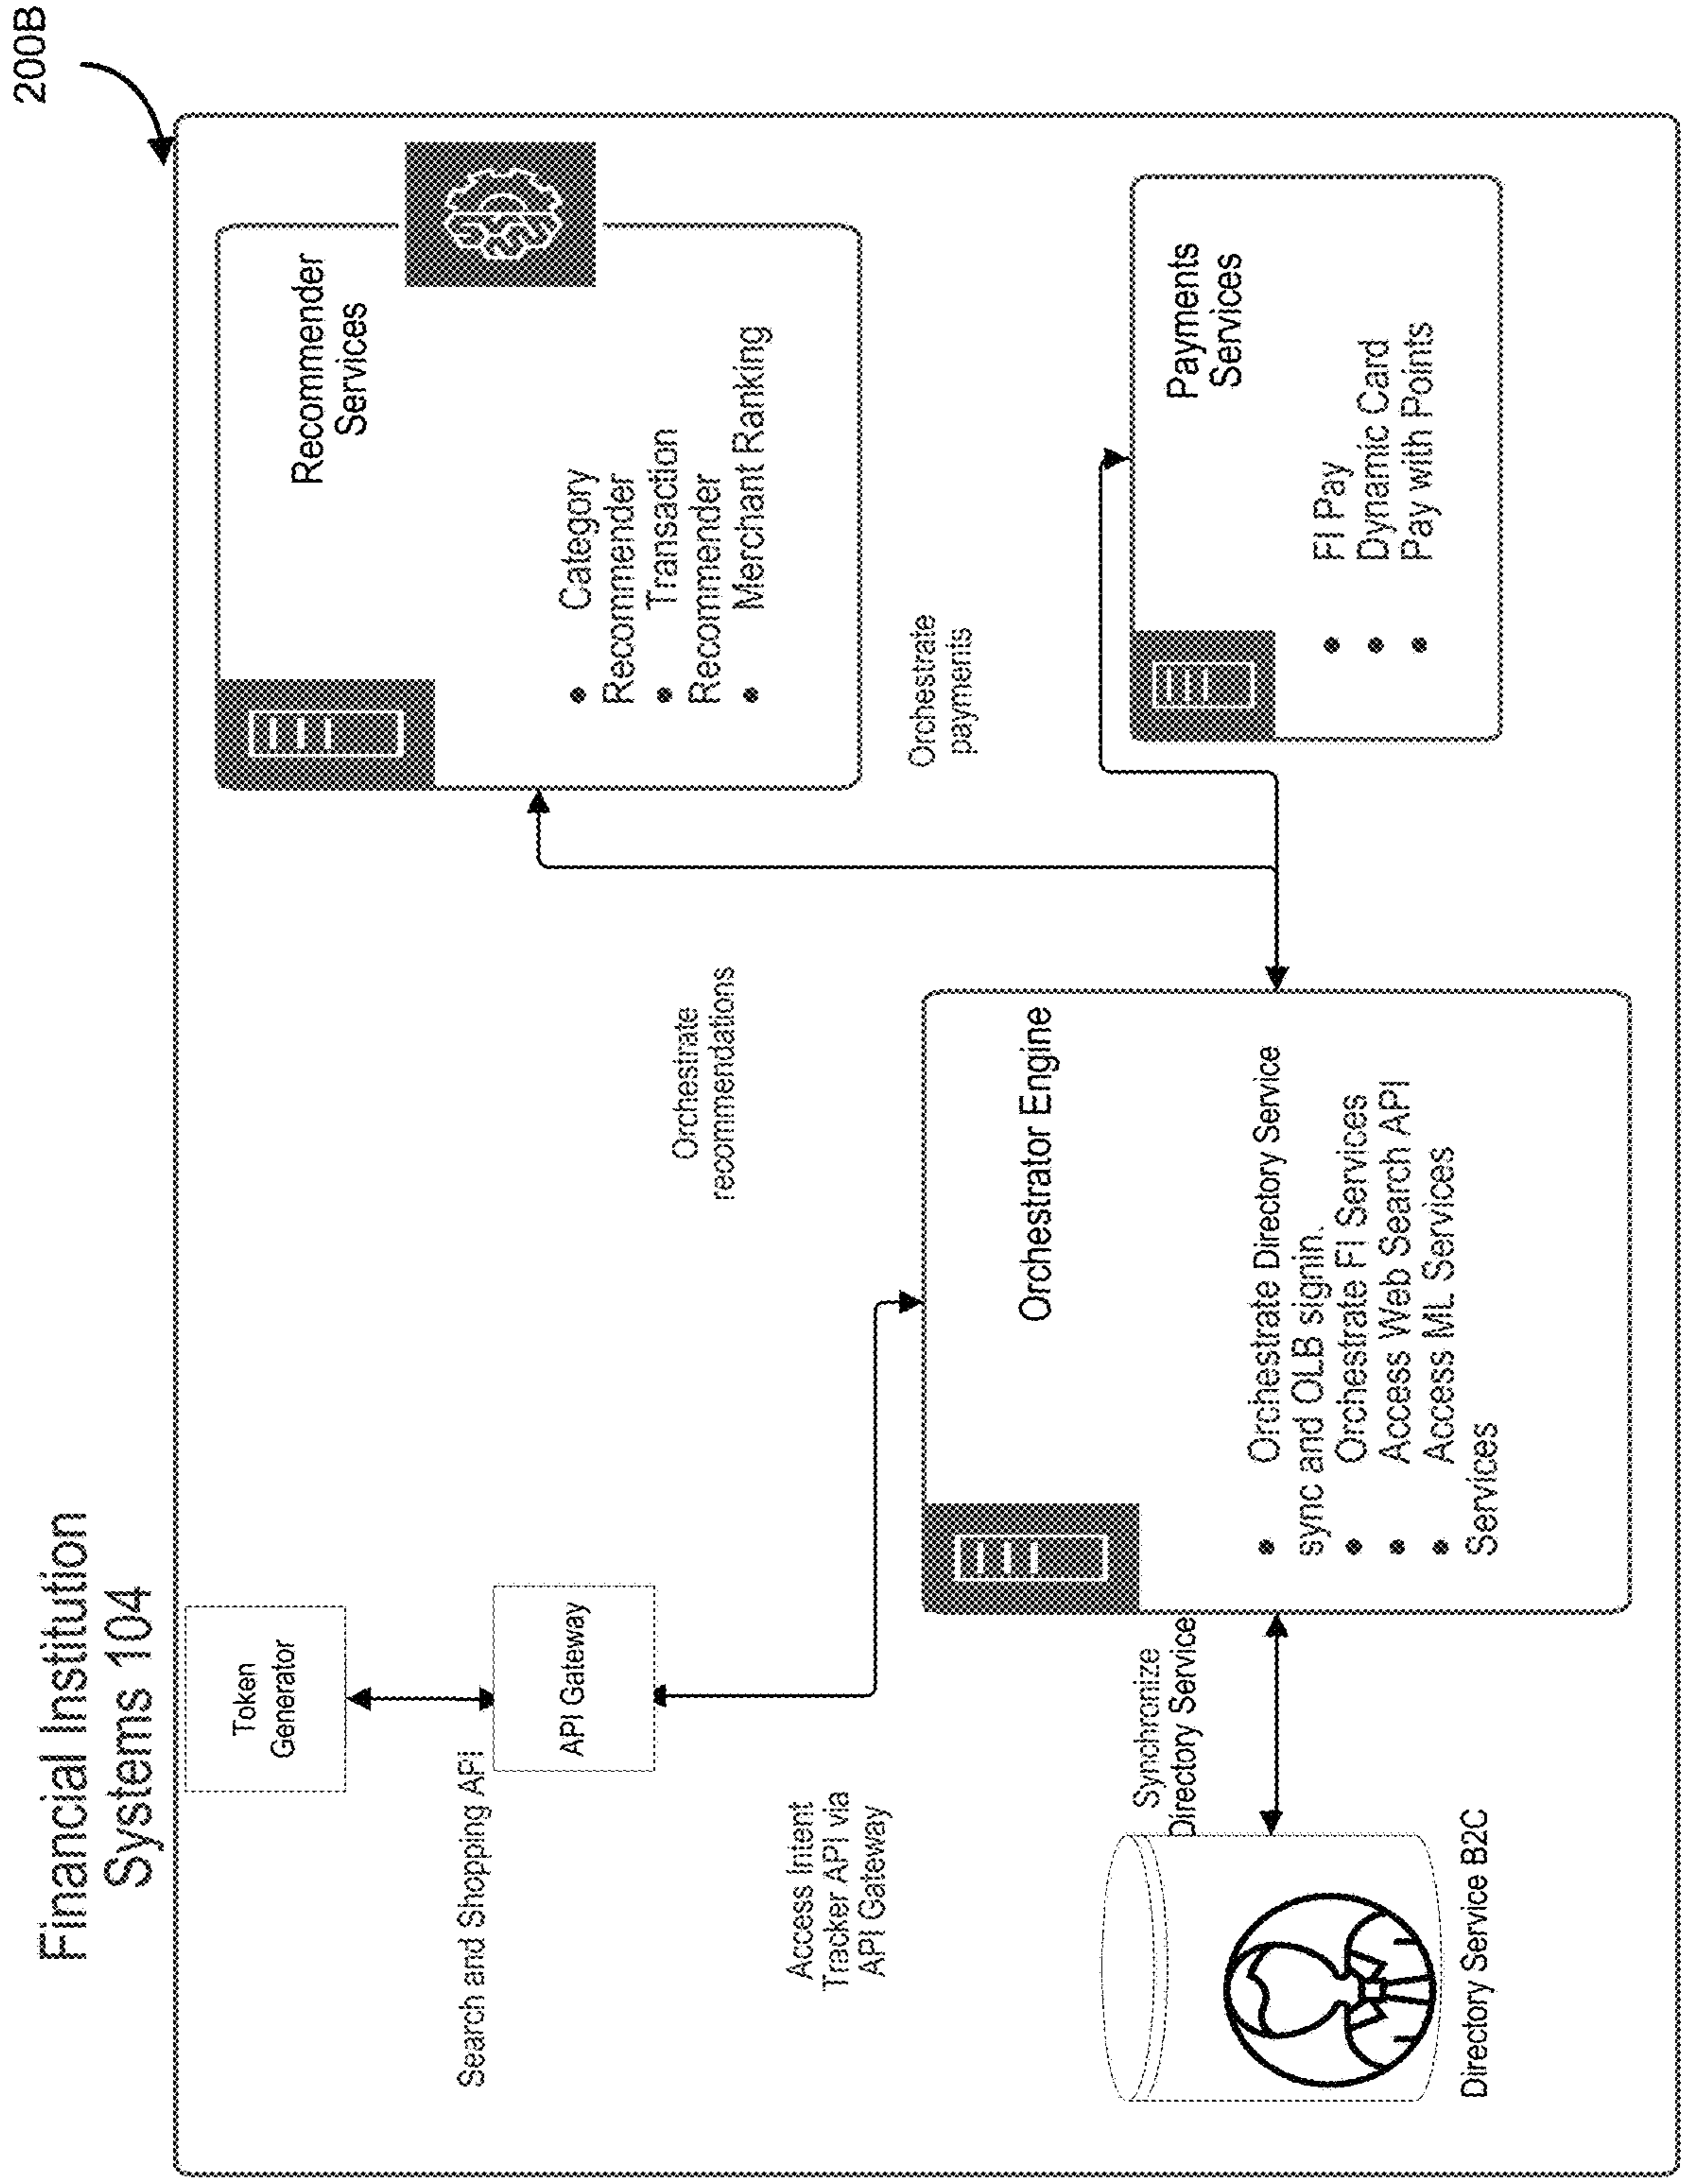 200B
Financial Institution
Systems 104
Token
Generator
Search and Shopping API
API Gateway
Access Intent
Tracker API via
API Gateway
Orchestrate
recommendations
Recommender
Services
• Category
Recommender
• Transaction
Recommender
• Merchant Ranking
Orchestrate
payments
Payments
Services
• FI Pay
• Dynamic Card
• Pay with Points
Orchestrator Engine
• Orchestrate Directory Service
sync and OLB signin.
• Orchestrate FI Services
• Access Web Search API
• Access ML Services
Services
Synchronize
Directory Service
Directory Service B2C